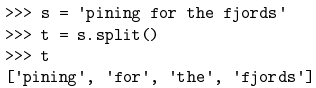 >>> s = 'pining for the fjords'
>>> t = s.split()
>>> t
['pining', 'for', 'the', 'fjords']